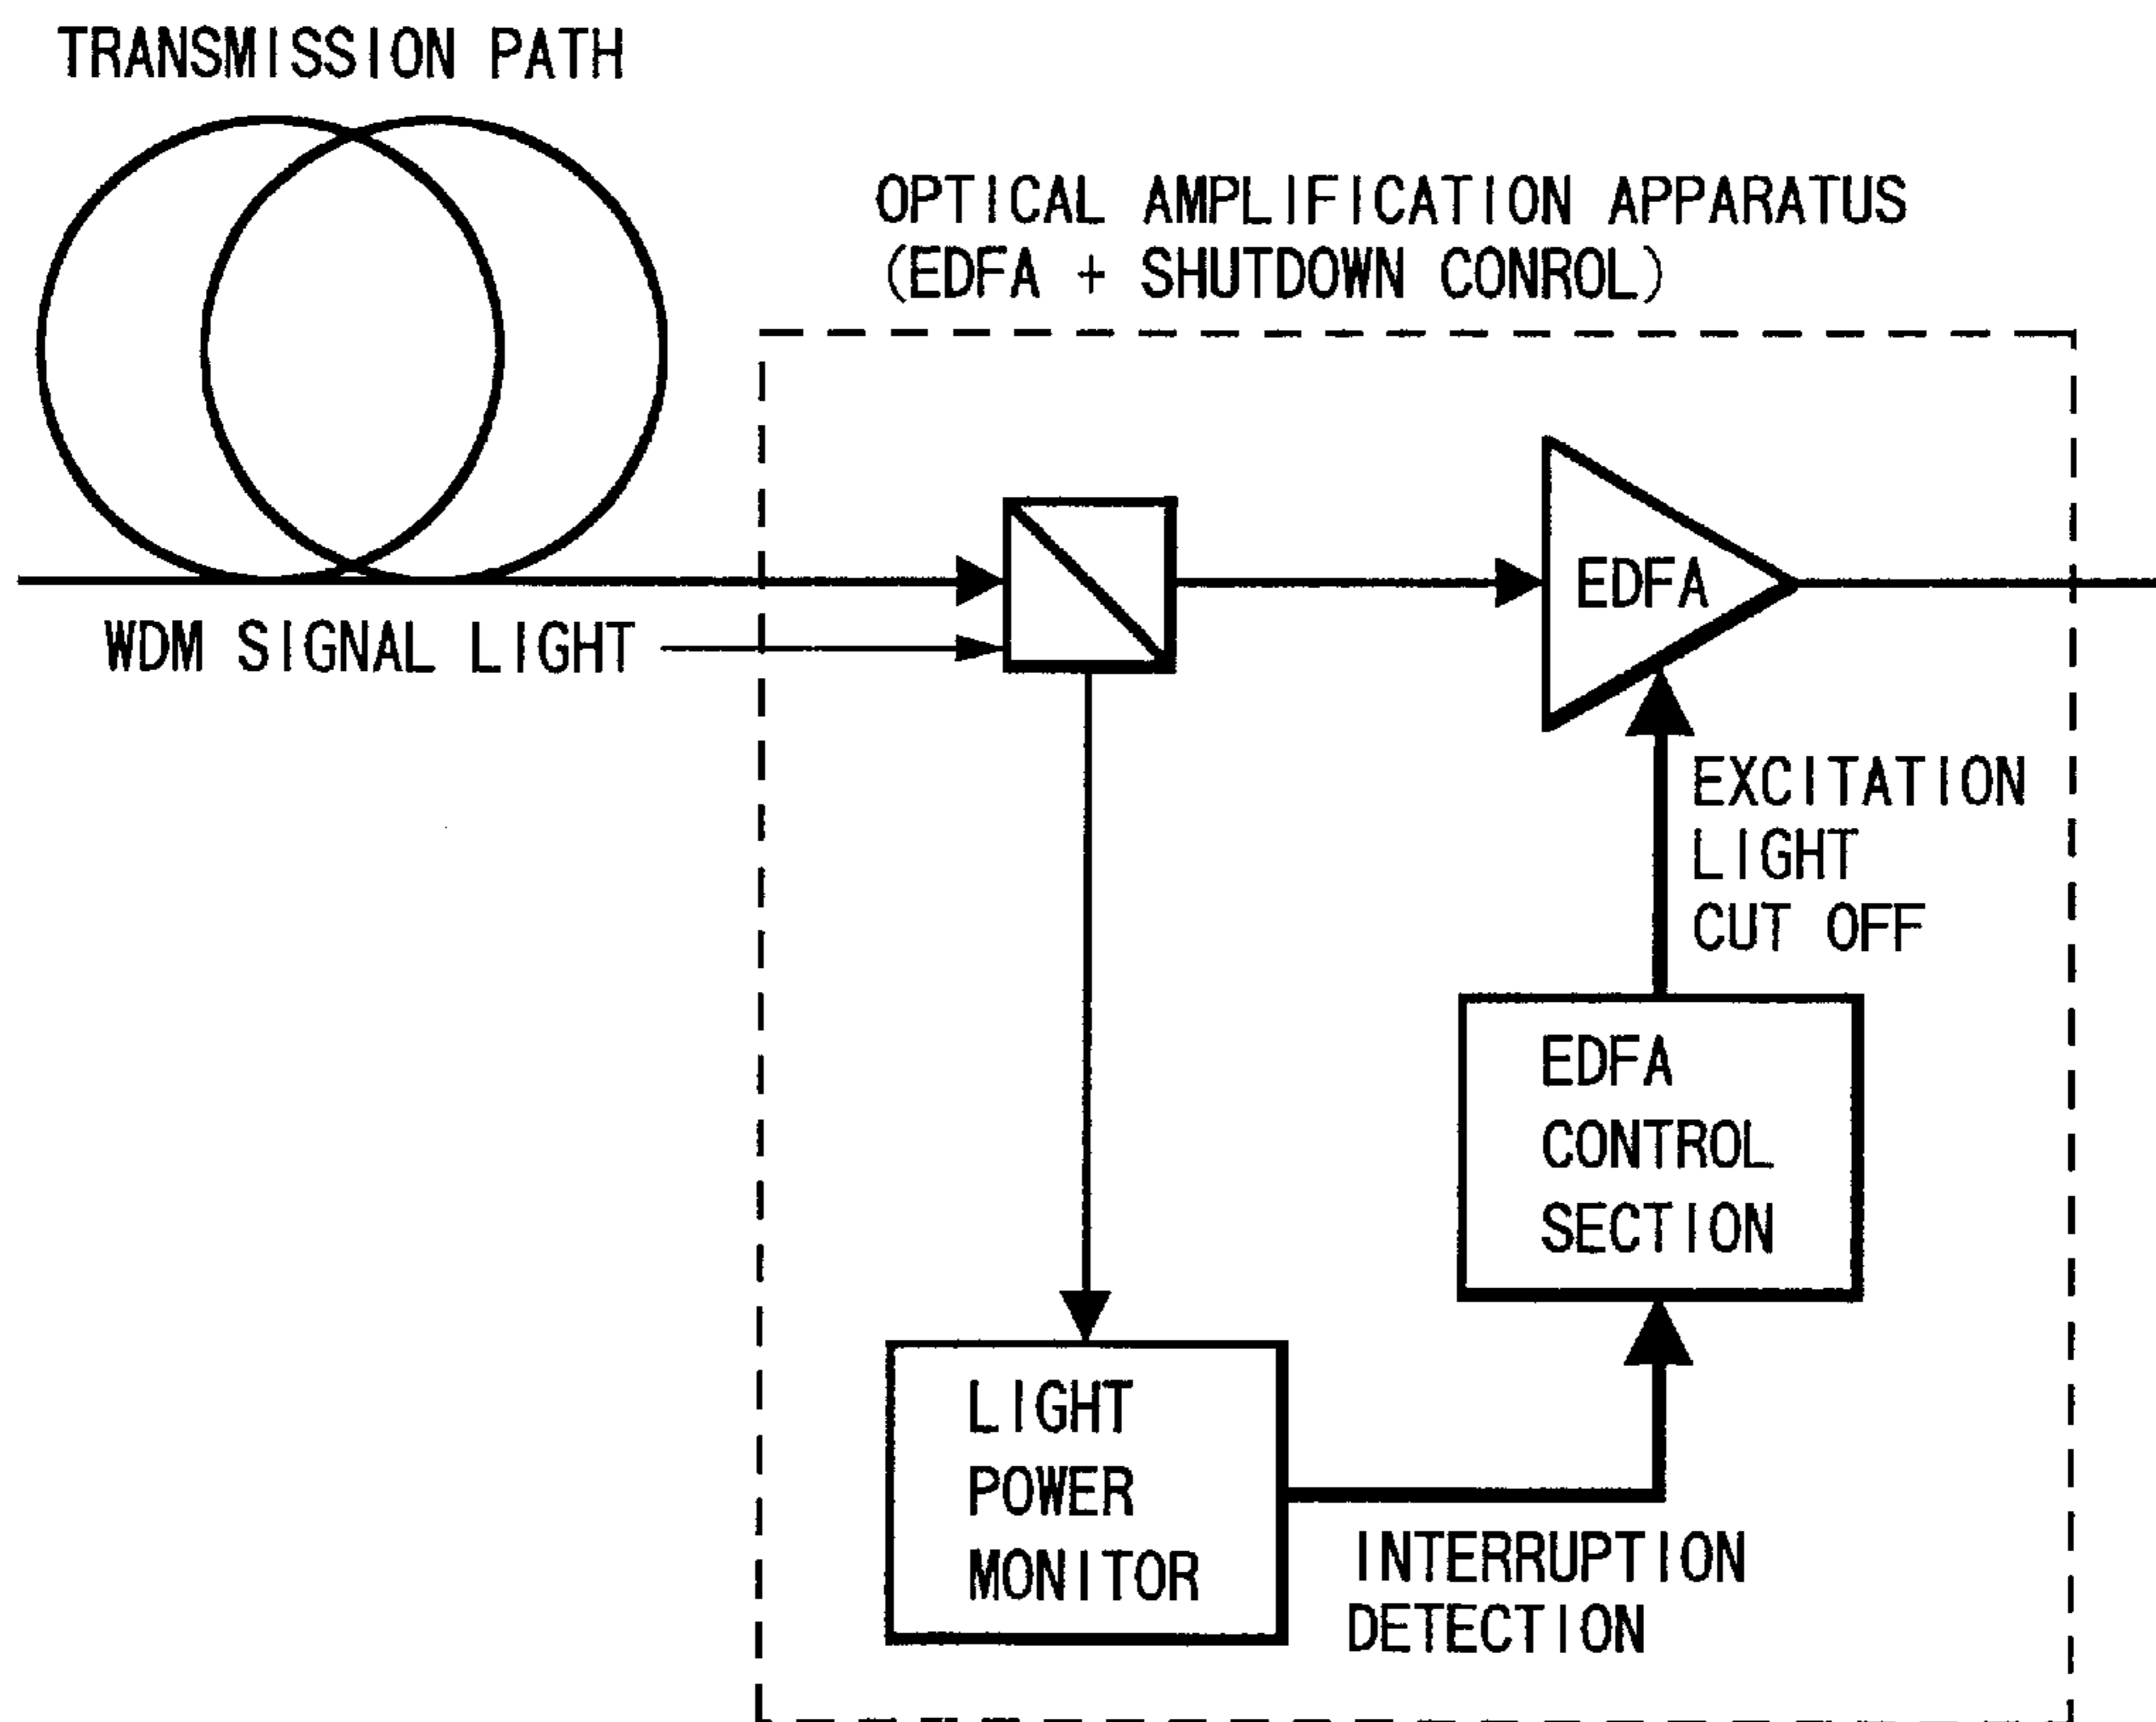 TRANSMISSION PATH
OPTICAL AMPLIFICATION APPARATUS
(EDFA + SHUTDOWN CONROL)
EDFA
WDM SIGNAL LIGHT
EXCITATION
LIGHT
CUT OFF
EDFA
CONTROL
SECTION
LIGHT
POWER
MONITOR
INTERRUPTION
DETECTION